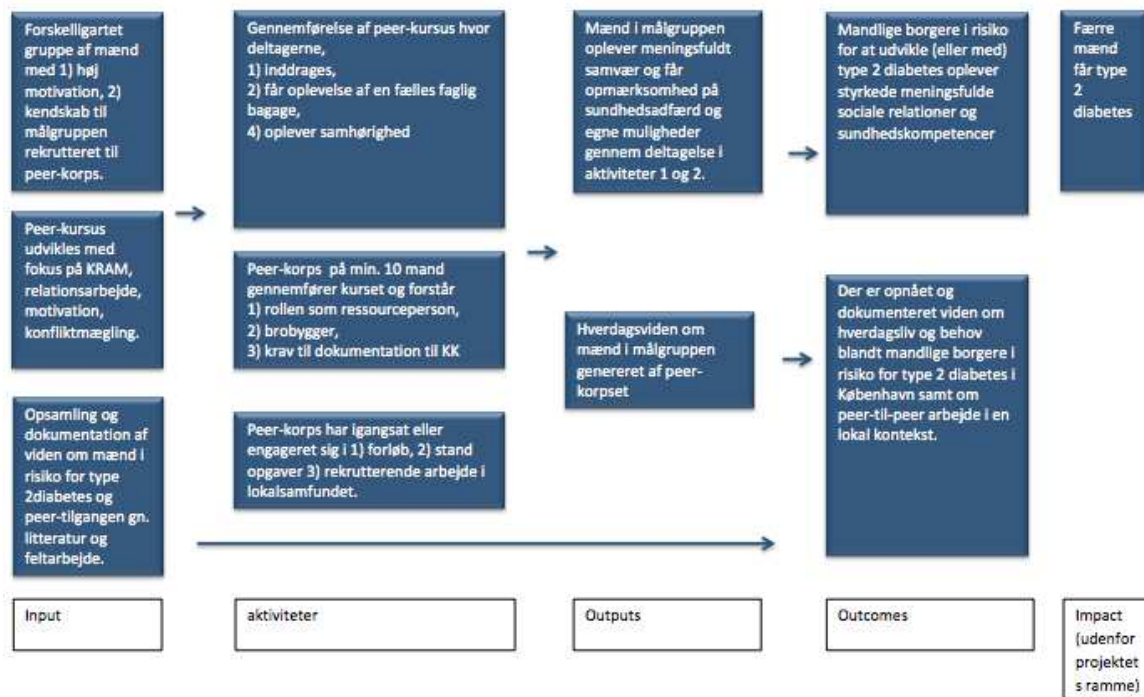 Forskelligartet
gruppe af mænd
med 1) høj
motivation, 2)
kendskab til
målgruppen
rekrutteret til
peer-korps.
Peer-kursus
udvikles med
fokus på KRAM,
relationsarbejde,
motivation,
konfliktmægling.
Opsamling og
dokumentation af
viden om mænd i
risiko for type
2diabetes og
peer-tilgangen gn.
litteratur og
feltarbejde.
Gennemførelse af peer-kursus hvor
deltagerne,
1) inddrages,
2) får oplevelse af en fælles faglig
bagage,
4) oplever samhørighed
Peer-korps på min. 10 mand
gennemfører kurset og forstår
1) rollen som ressourceperson,
2) brobygger,
3) krav til dokumentation til KK
Peer-korps har igangsat eller
engageret sig i 1) forløb, 2) stand
opgaver 3) rekrutterende arbejde i
lokalsamfundet.
Mænd i målgruppen
oplever meningsfuldt
samvær og får
opmærksomhed på
sundhedsadfærd og
egne muligheder
gennem deltagelse i
aktiviteter 1 og 2.
Hverdagsviden om
mænd i målgruppen
genereret af peer-
korpset
Mandlige borgere i risiko
for at udvikle (eller med)
type 2 diabetes oplever
styrkede meningsfulde
sociale relationer og
sundhedskompetencer
Der er opnået og
dokumenteret viden om
hverdagsliv og behov
blandt mandlige borgere i
risiko for type 2 diabetes i
København samt om
peer-til-peer arbejde i en
lokal kontekst.
Færre
mænd
får type
2
diabetes
Input
aktiviteter
Outputs
Outcomes
Impact
(udenfor
projektet
s ramme)